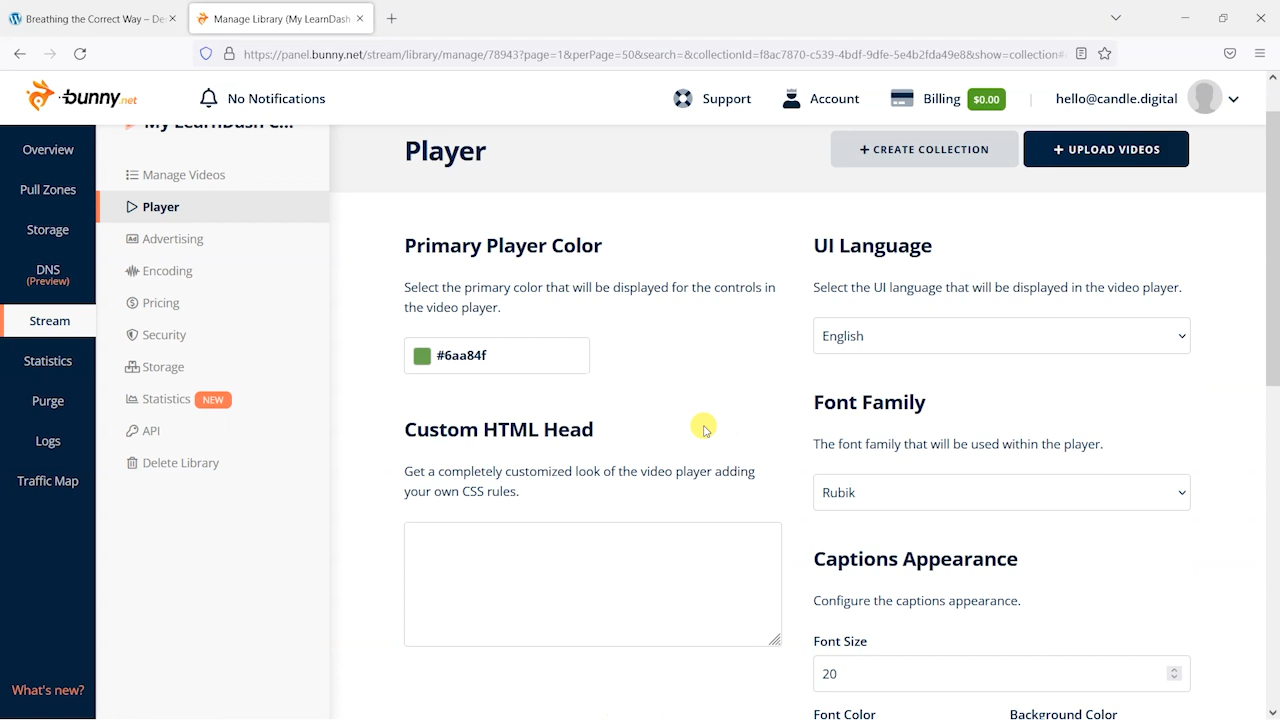 Breathing the Correct Way – De
Manage Library (My LearnDash
https://panel.bunny.net/stream/library/manage/78943?page=1&perPage=50&search=&collectionId=f8ac7870-c539-4bdf-9dfe-5e4b2fda49e8&show=collection#
bunny.net
No Notifications
Support
Account
Billing $0.00
hello@candle.digital
Overview
Pull Zones
Storage
DNS
(Preview)
Stream
Statistics
Purge
Logs
Traffic Map
What's new?
My LearnDash C...
Manage Videos
Player
Advertising
Encoding
Pricing
Security
Storage
Statistics NEW
API
Delete Library
Player
+ CREATE COLLECTION
+ UPLOAD VIDEOS
Primary Player Color
Select the primary color that will be displayed for the controls in
the video player.
#6aa84f
Custom HTML Head
Get a completely customized look of the video player adding
your own CSS rules.
UI Language
Select the UI language that will be displayed in the video player.
English
Font Family
The font family that will be used within the player.
Rubik
Captions Appearance
Configure the captions appearance.
Font Size
20
Font Color
Background Color